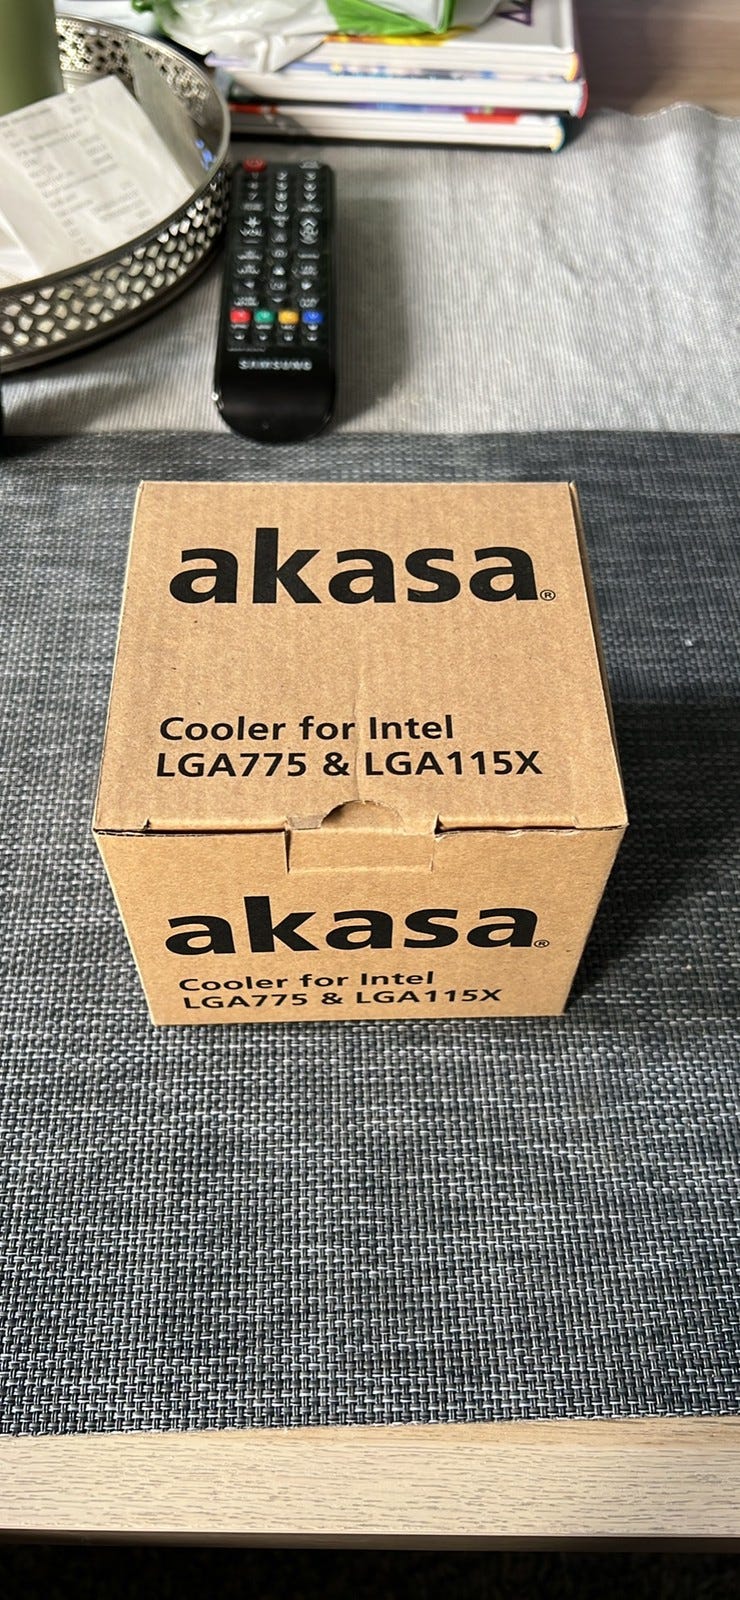 SAMSUNG
akasa®
Cooler for Intel
LGA775 & LGA115X
akasa®
Cooler for Intel
LGA775 & LGA115X